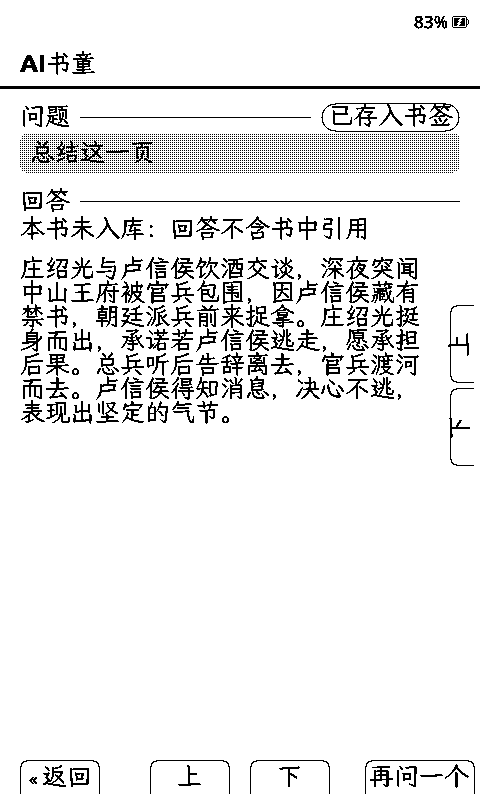 83%
AI书童
问题
已存入书签
总结这一页
回答
本书未入库：回答不含书中引用
庄绍光与卢信侯饮酒交谈，深夜突闻
中山王府被官兵包围，因卢信侯藏有
禁书，朝廷派兵前来捉拿。庄绍光挺
身而出，承诺若卢信侯逃走，愿承担
后果。总兵听后告辞离去，官兵渡河
而去。卢信侯得知消息，决心不逃，
表现出坚定的气节。
上
下
« 返回
上
下
再问一个